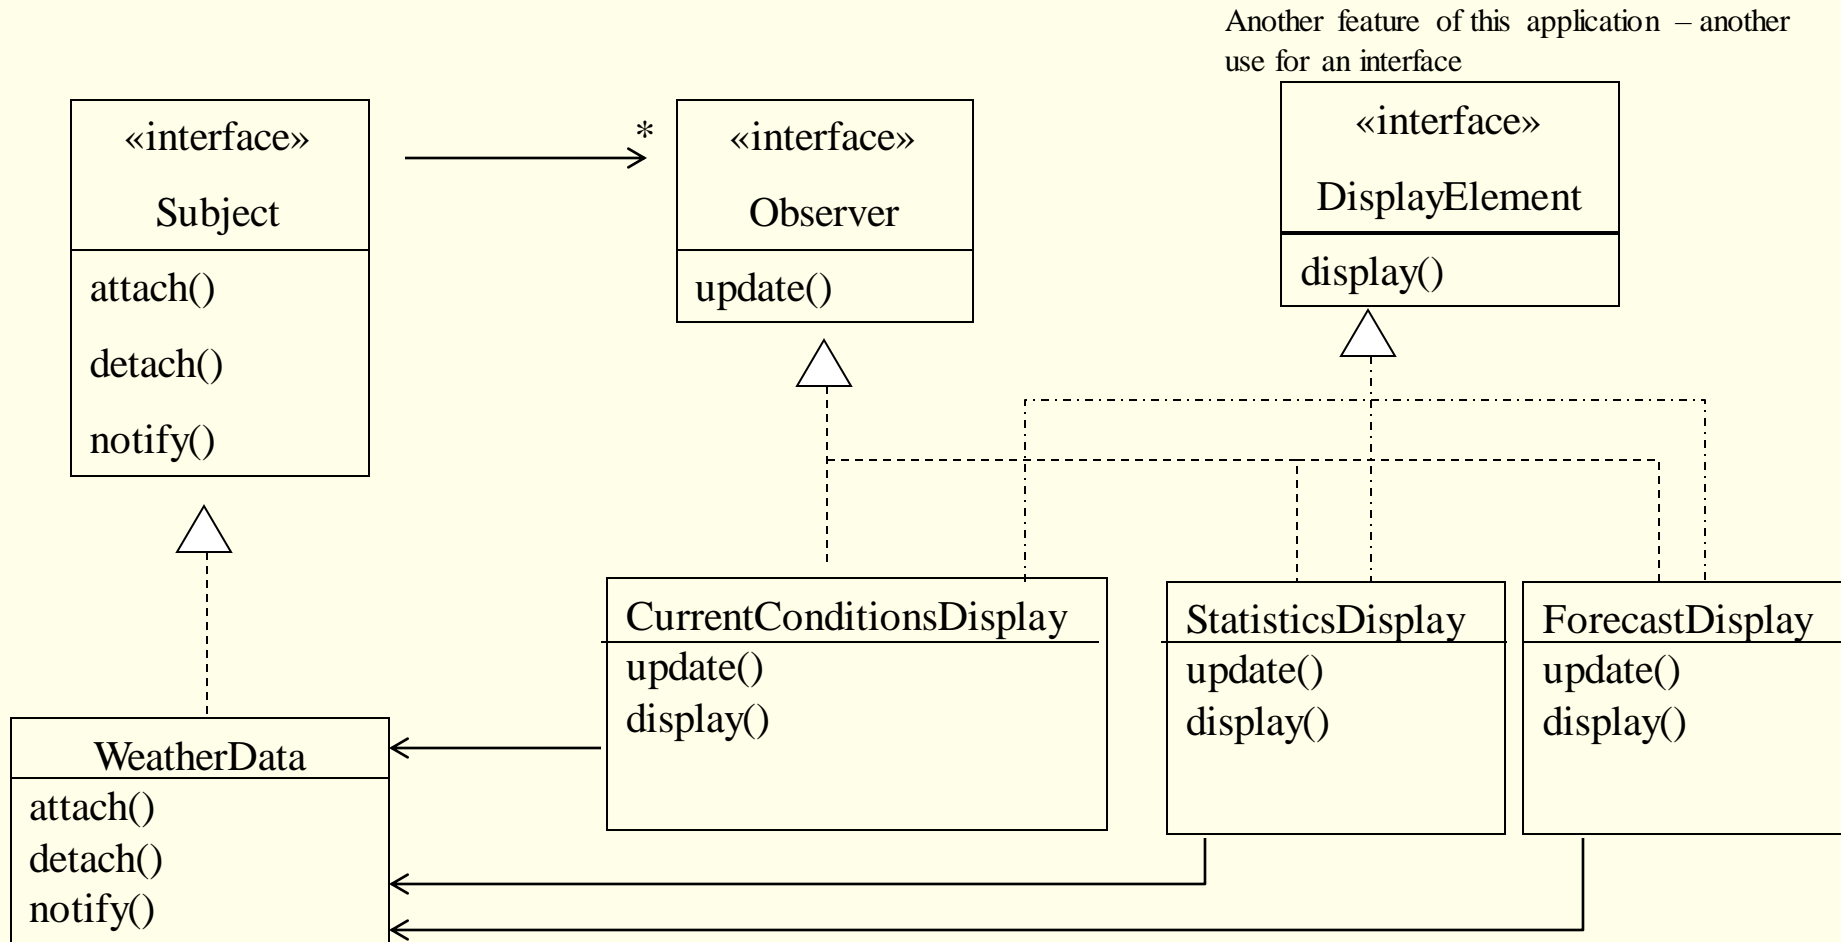 Another feature of this application – another
use for an interface
«interface»
Subject
attach()
detach()
notify()
*
«interface»
Observer
update()
«interface»
DisplayElement
display()
CurrentConditionsDisplay
update()
display()
StatisticsDisplay
update()
display()
ForecastDisplay
update()
display()
WeatherData
attach()
detach()
notify()